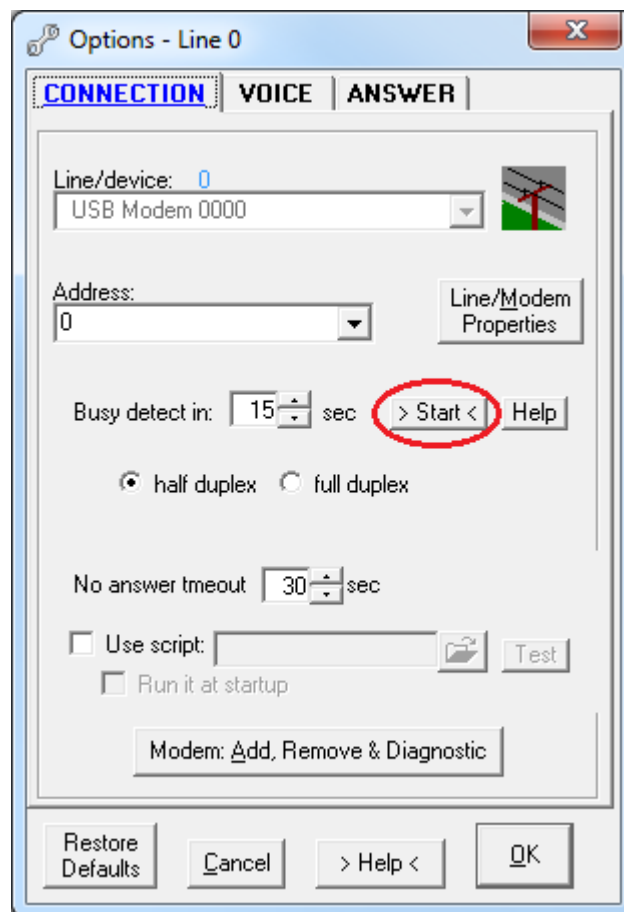 Options - Line 0
CONNECTION VOICE ANSWER
Line/device: 0
USB Modem 0000
Address:
0
Line/Modem
Properties
Busy detect in: 15 sec > Start < Help
half duplex full duplex
No answer tmeout 30 sec
Use script: Test
Run it at startup
Modem: Add, Remove & Diagnostic
Restore
Defaults
Cancel
> Help <
OK